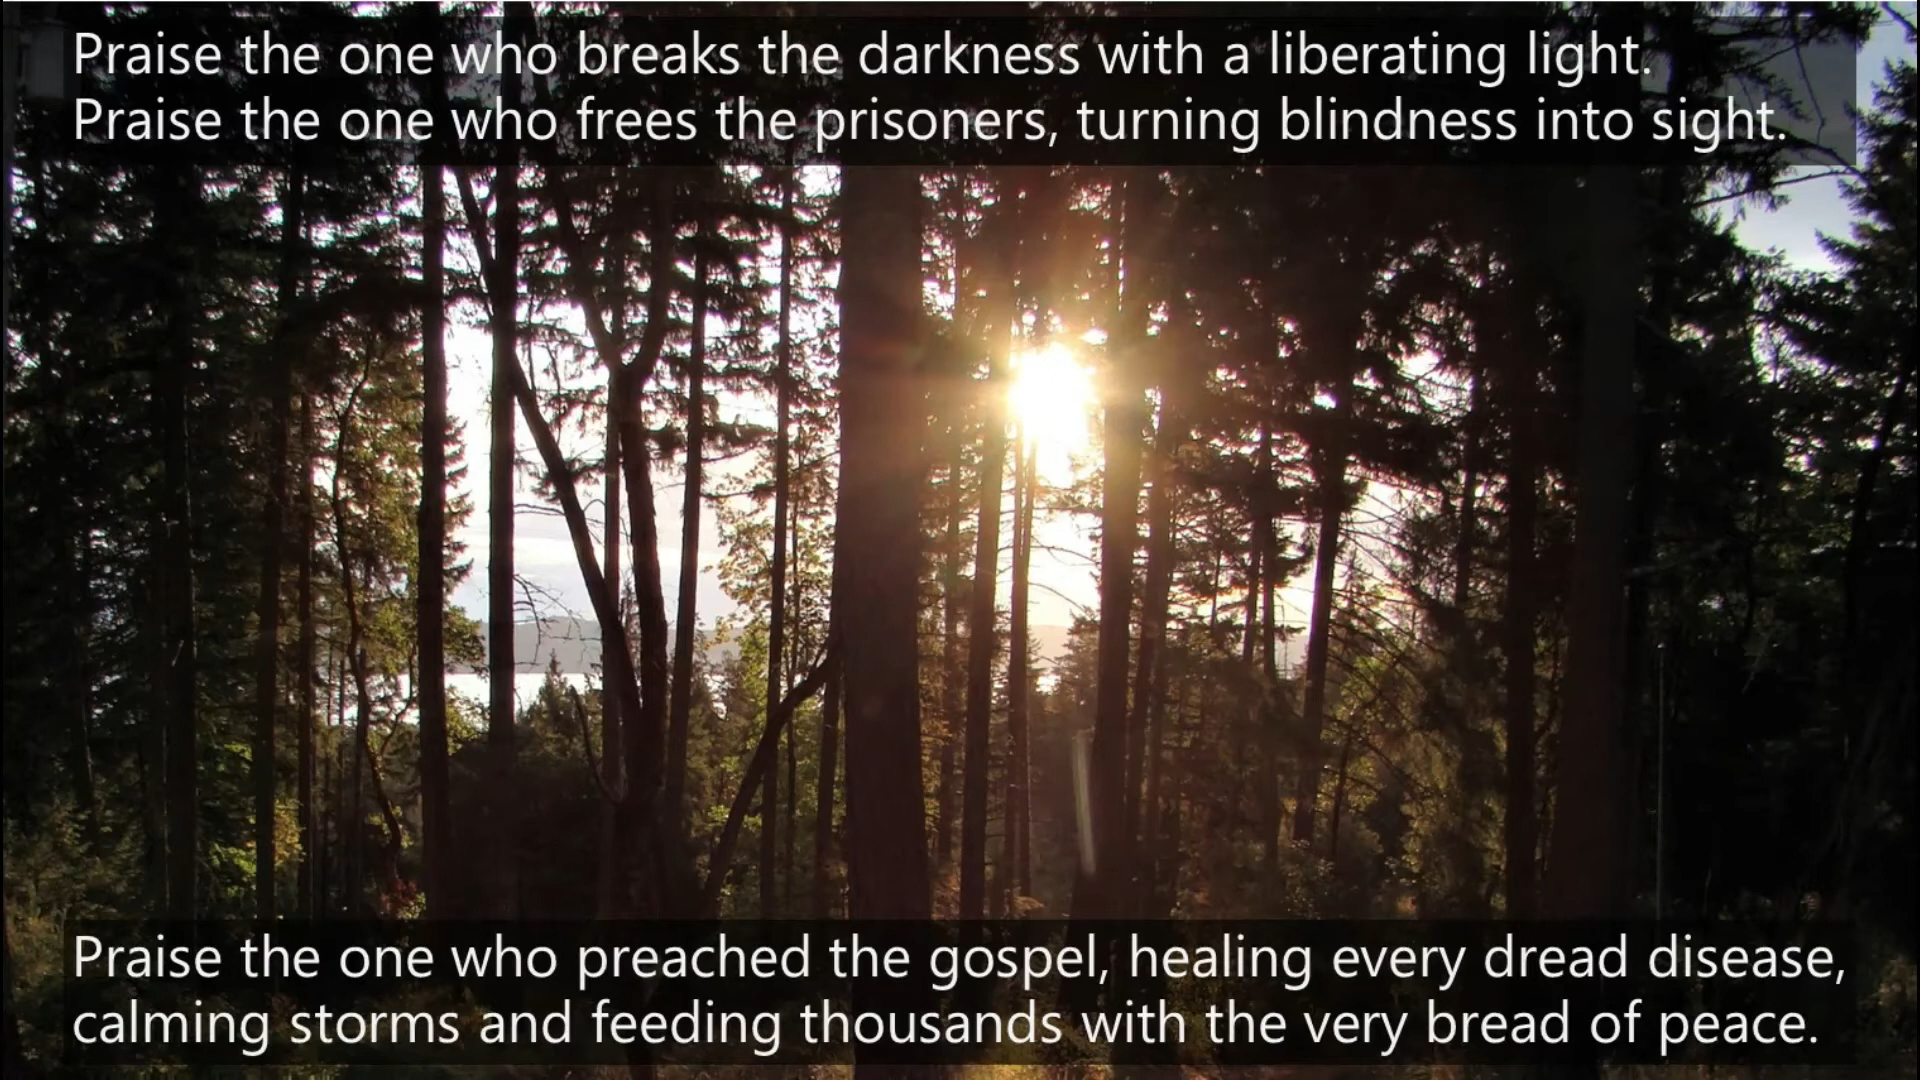 Praise the one who breaks the darkness with a liberating light.
Praise the one who frees the prisoners, turning blindness into sight.
Praise the one who preached the gospel, healing every dread disease,
calming storms and feeding thousands with the very bread of peace.